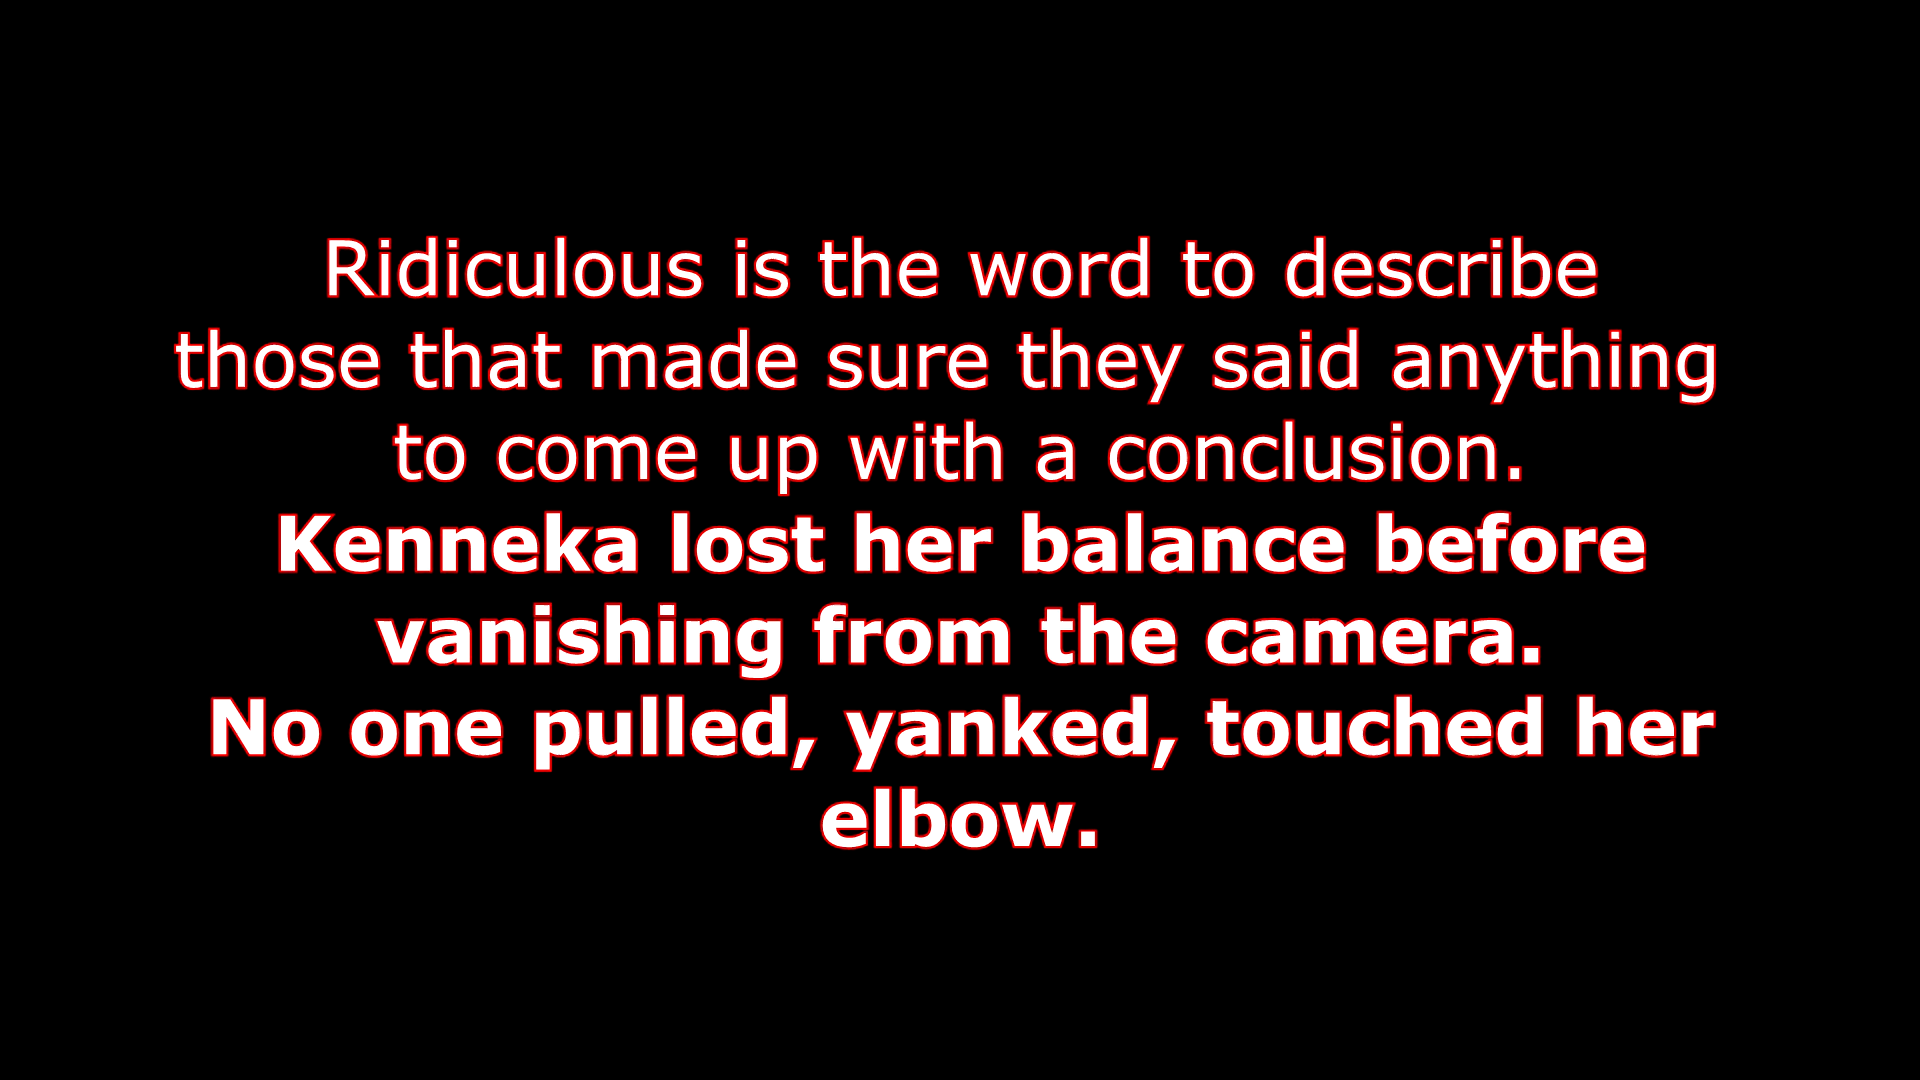 Ridiculous is the word to describe
those that made sure they said anything
to come up with a conclusion.
Kenneka lost her balance before
vanishing from the camera.
No one pulled, yanked, touched her
elbow.